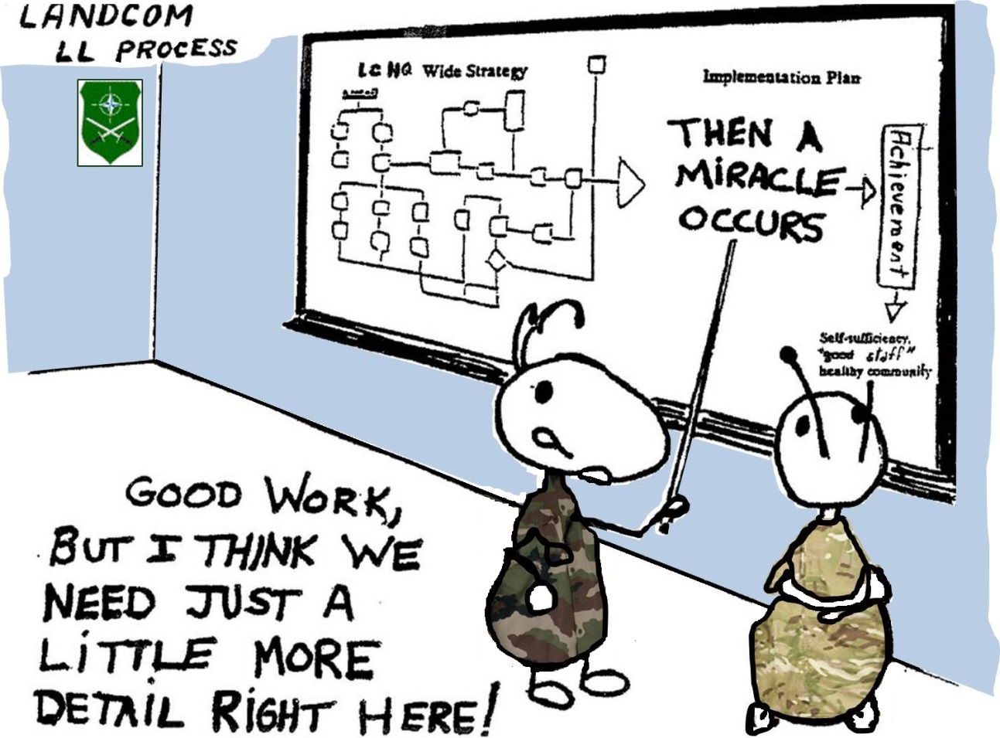 LANDCOM
LL PROCESS
LC HQ Wide Strategy
Implementation Plan
THEN A
MiRACLE
OCCURS
Achievement
Self-sufficiency,
"good staff"
healthy community
GOOD WORK,
BUT I THINK WE
NEED JUST A
LiTTLE MORE
DETAiL RiGHT HERE!